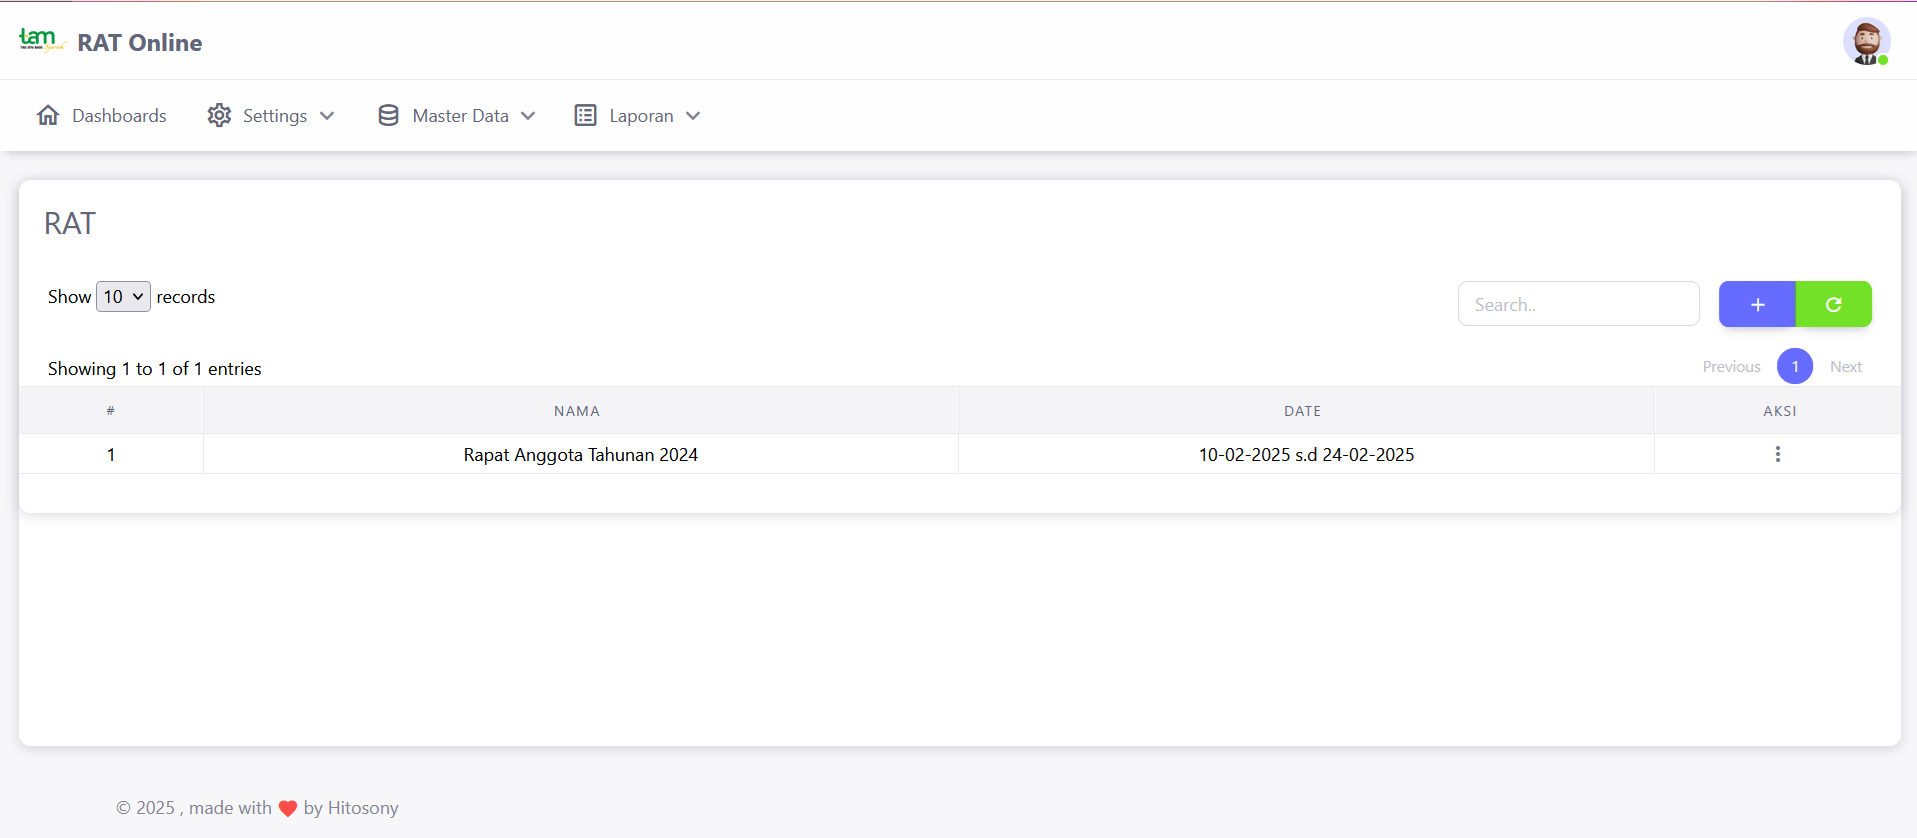 tam
RAT Online
Dashboards
Settings
Master Data
Laporan
RAT
Show 10 records
Search..
Showing 1 to 1 of 1 entries
Previous 1 Next
# NAMA DATE AKSI
1 Rapat Anggota Tahunan 2024 10-02-2025 s.d 24-02-2025
© 2025 , made with ❤️ by Hitosony